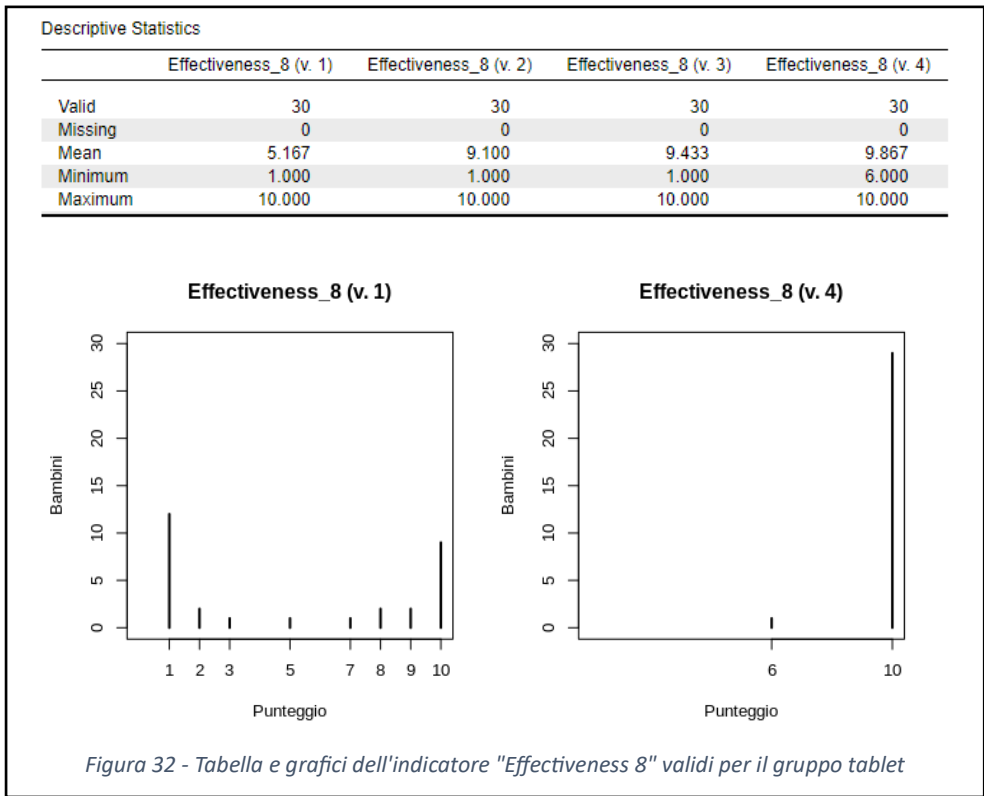 Descriptive Statistics
Effectiveness_8 (v. 1) Effectiveness_8 (v. 2) Effectiveness_8 (v. 3) Effectiveness_8 (v. 4)
Valid 30 30 30 30
Missing 0 0 0 0
Mean 5.167 9.100 9.433 9.867
Minimum 1.000 1.000 1.000 6.000
Maximum 10.000 10.000 10.000 10.000
Effectiveness_8 (v. 1)
30
25
20
15
10
5
0
Bambini
1 2 3 5 7 8 9 10
Punteggio
Effectiveness_8 (v. 4)
30
25
20
15
10
5
0
Bambini
6 10
Punteggio
Figura 32 - Tabella e grafici dell'indicatore "Effectiveness 8" validi per il gruppo tablet